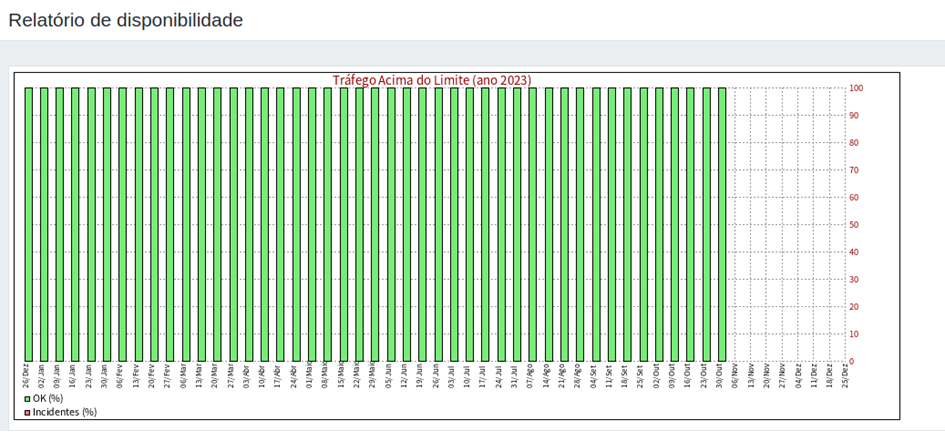 Relatório de disponibilidade
Tráfego Acima do Limite (ano 2023)
100
90
80
70
60
50
40
30
20
10
0
26/Dez
02/Jan
09/Jan
16/Jan
23/Jan
30/Jan
06/Fev
13/Fev
20/Fev
27/Fev
06/Mar
13/Mar
20/Mar
27/Mar
03/Abr
10/Abr
17/Abr
24/Abr
01/Maio
08/Maio
15/Maio
22/Maio
29/Maio
05/Jun
12/Jun
19/Jun
26/Jun
03/Jul
10/Jul
17/Jul
24/Jul
31/Jul
07/Ago
14/Ago
21/Ago
28/Ago
04/Set
11/Set
18/Set
25/Set
02/Out
09/Out
16/Out
23/Out
30/Out
06/Nov
13/Nov
20/Nov
27/Nov
04/Dez
11/Dez
18/Dez
25/Dez
OK (%)
Incidentes (%)